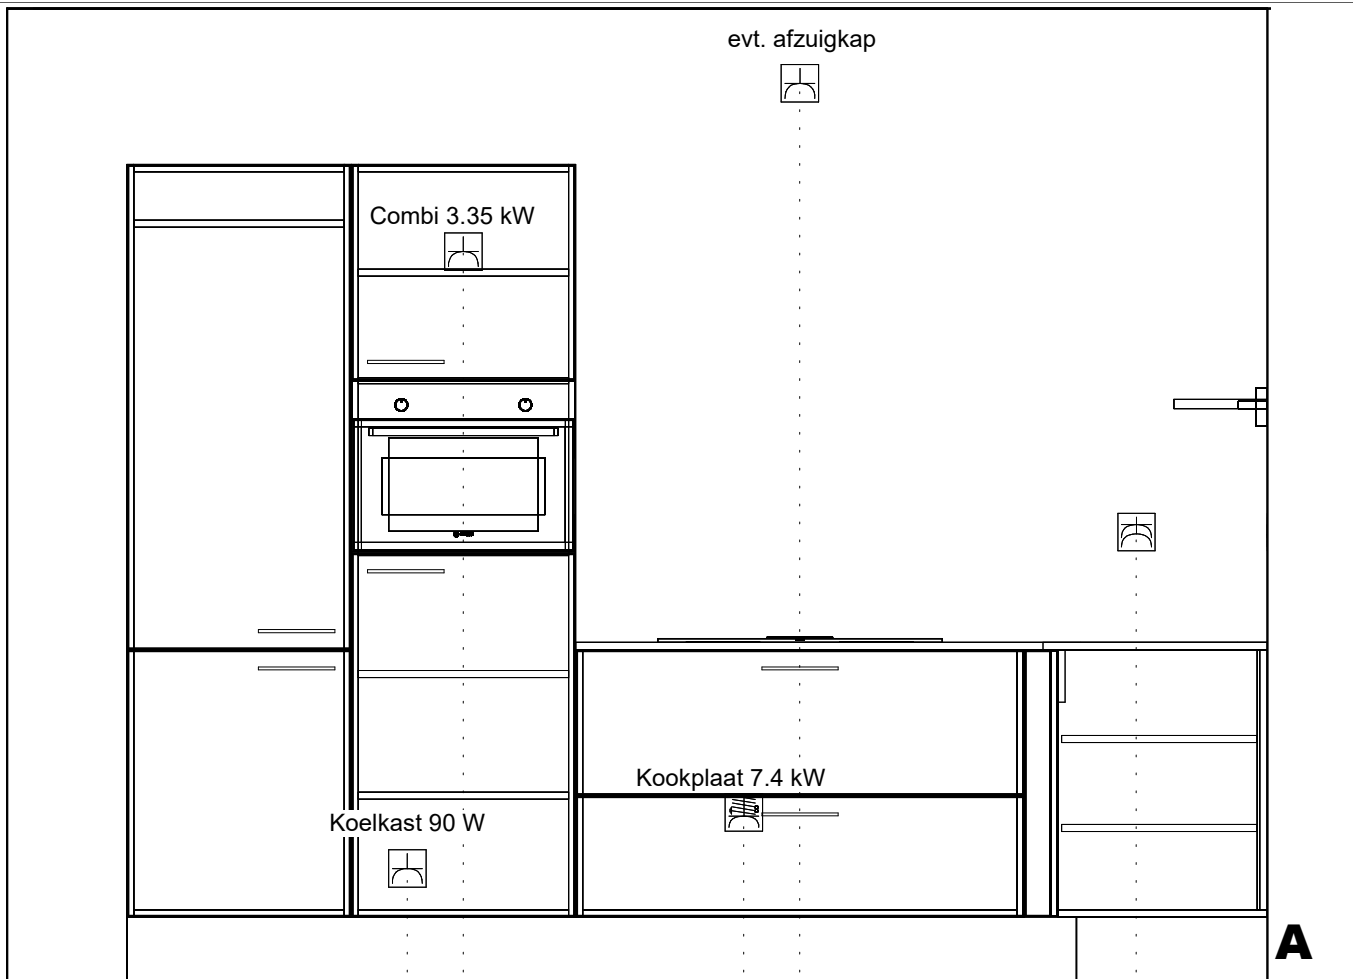 evt. afzuigkap
Combi 3.35 kW
Kookplaat 7.4 kW
Koelkast 90 W
A